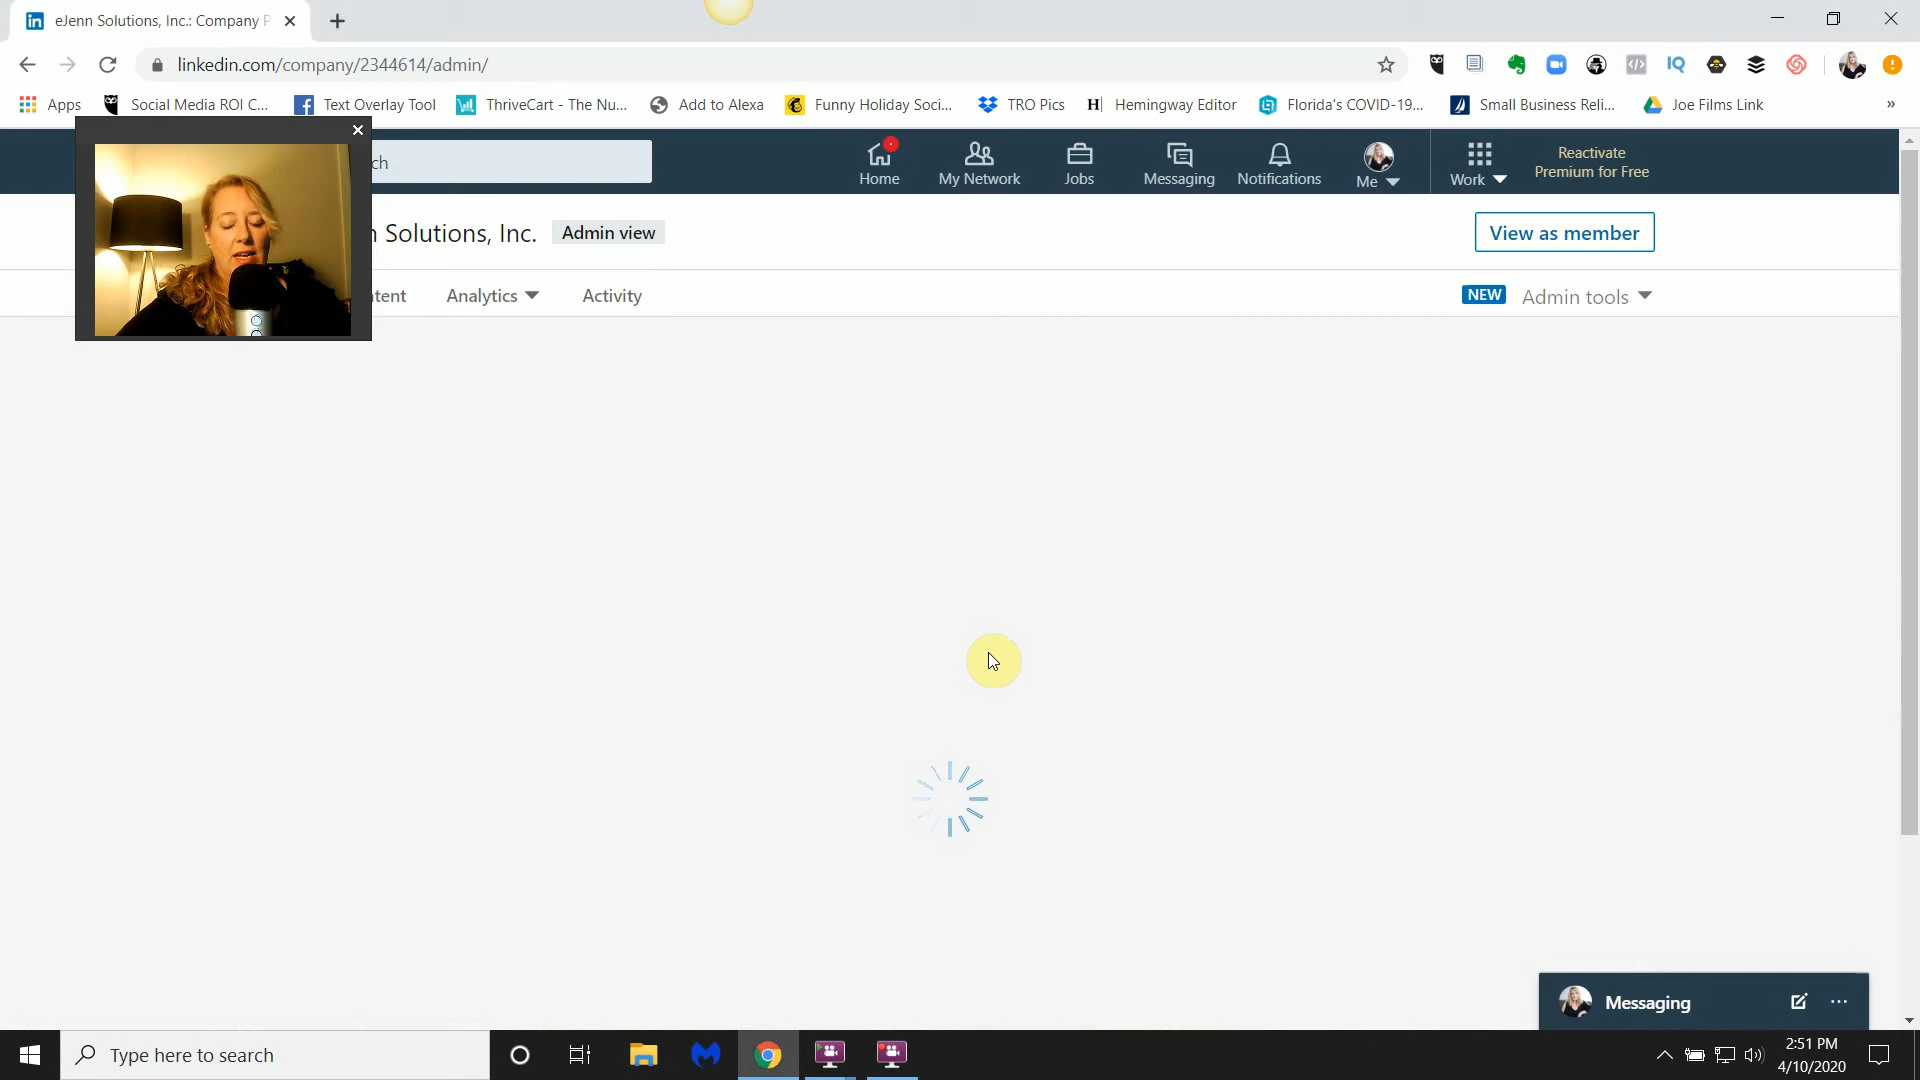 eJenn Solutions, Inc.: Company P
linkedin.com/company/2344614/admin/
IQ
Apps
Social Media ROI C...
Text Overlay Tool
ThriveCart - The Nu...
Add to Alexa
Funny Holiday Soci...
TRO Pics
Hemingway Editor
Florida's COVID-19...
Small Business Reli...
Joe Films Link
»
ch
Home
My Network
Jobs
Messaging
Notifications
Me
Work
Reactivate
Premium for Free
n Solutions, Inc.
Admin view
View as member
ntent
Analytics
Activity
NEW
Admin tools
Messaging
Type here to search
2:51 PM
4/10/2020